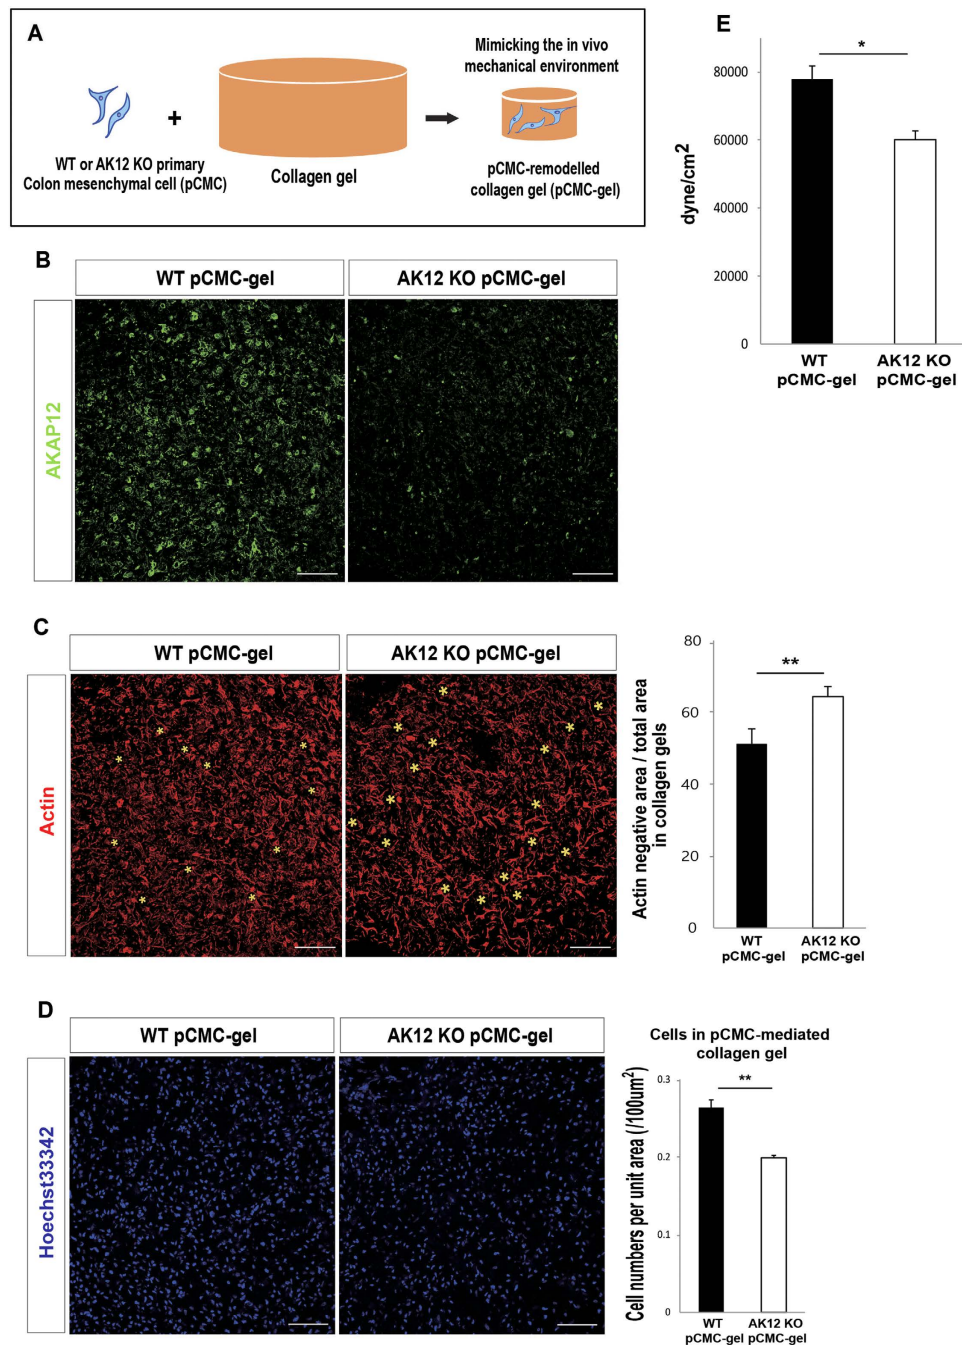 A
WT or AK12 KO primary
Colon mesenchymal cell (pCMC)
+
Collagen gel
Mimicking the in vivo
mechanical environment
pCMC-remodelled
collagen gel (pCMC-gel)
B
WT pCMC-gel
AK12 KO pCMC-gel
AKAP12
C
WT pCMC-gel
AK12 KO pCMC-gel
Actin
Actin negative area / total area
in collagen gels
80
60
40
20
0
**
WT
pCMC-gel
AK12 KO
pCMC-gel
D
WT pCMC-gel
AK12 KO pCMC-gel
Hoechst33342
Cells in pCMC-mediated
collagen gel
Cell numbers per unit area (/100um2)
0.3
0.2
0.1
0
**
WT
pCMC-gel
AK12 KO
pCMC-gel
E
dyne/cm2
80000
60000
40000
20000
0
*
WT
pCMC-gel
AK12 KO
pCMC-gel